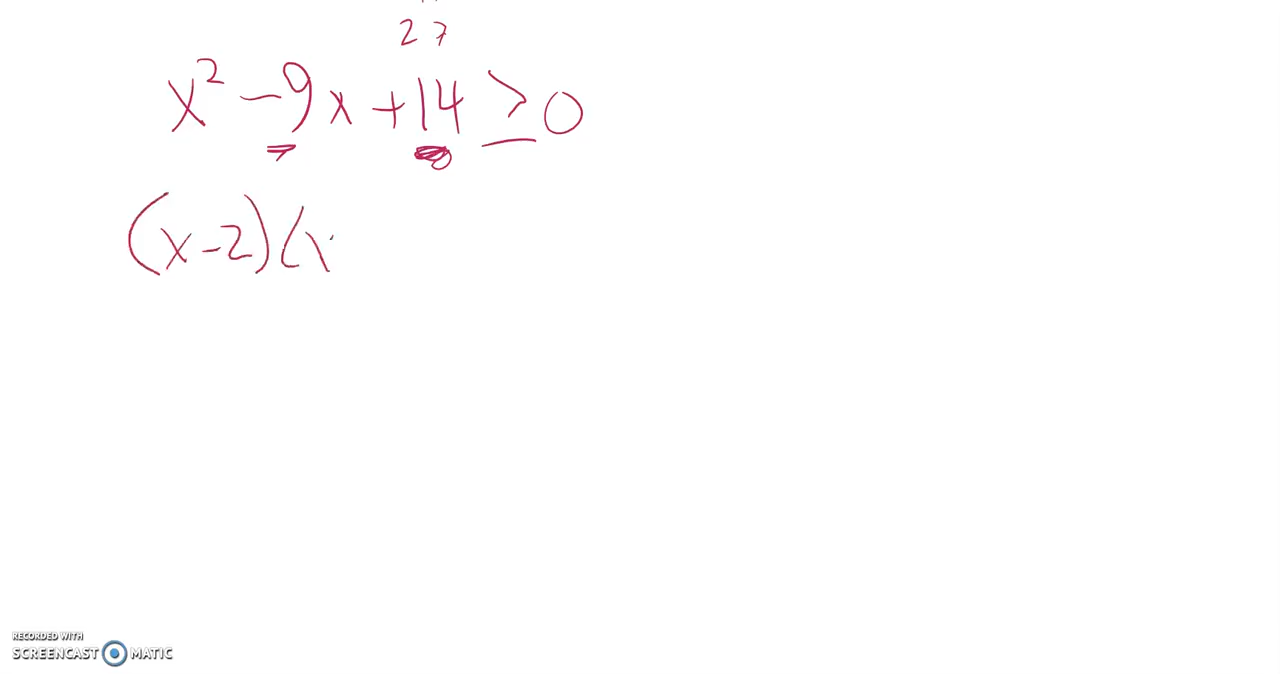 2 7
x² - 9x + 14 ≥ 0
(x-2)(x
RECORDED WITH
SCREENCAST MATIC